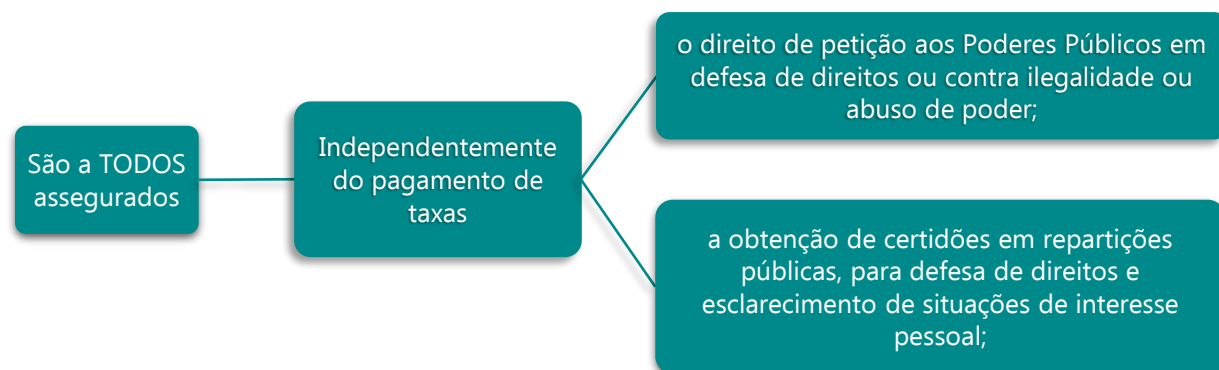 São a TODOS
assegurados
Independentemente
do pagamento de
taxas
o direito de petição aos Poderes Públicos em
defesa de direitos ou contra ilegalidade ou
abuso de poder;
a obtenção de certidões em repartições
públicas, para defesa de direitos e
esclarecimento de situações de interesse
pessoal;